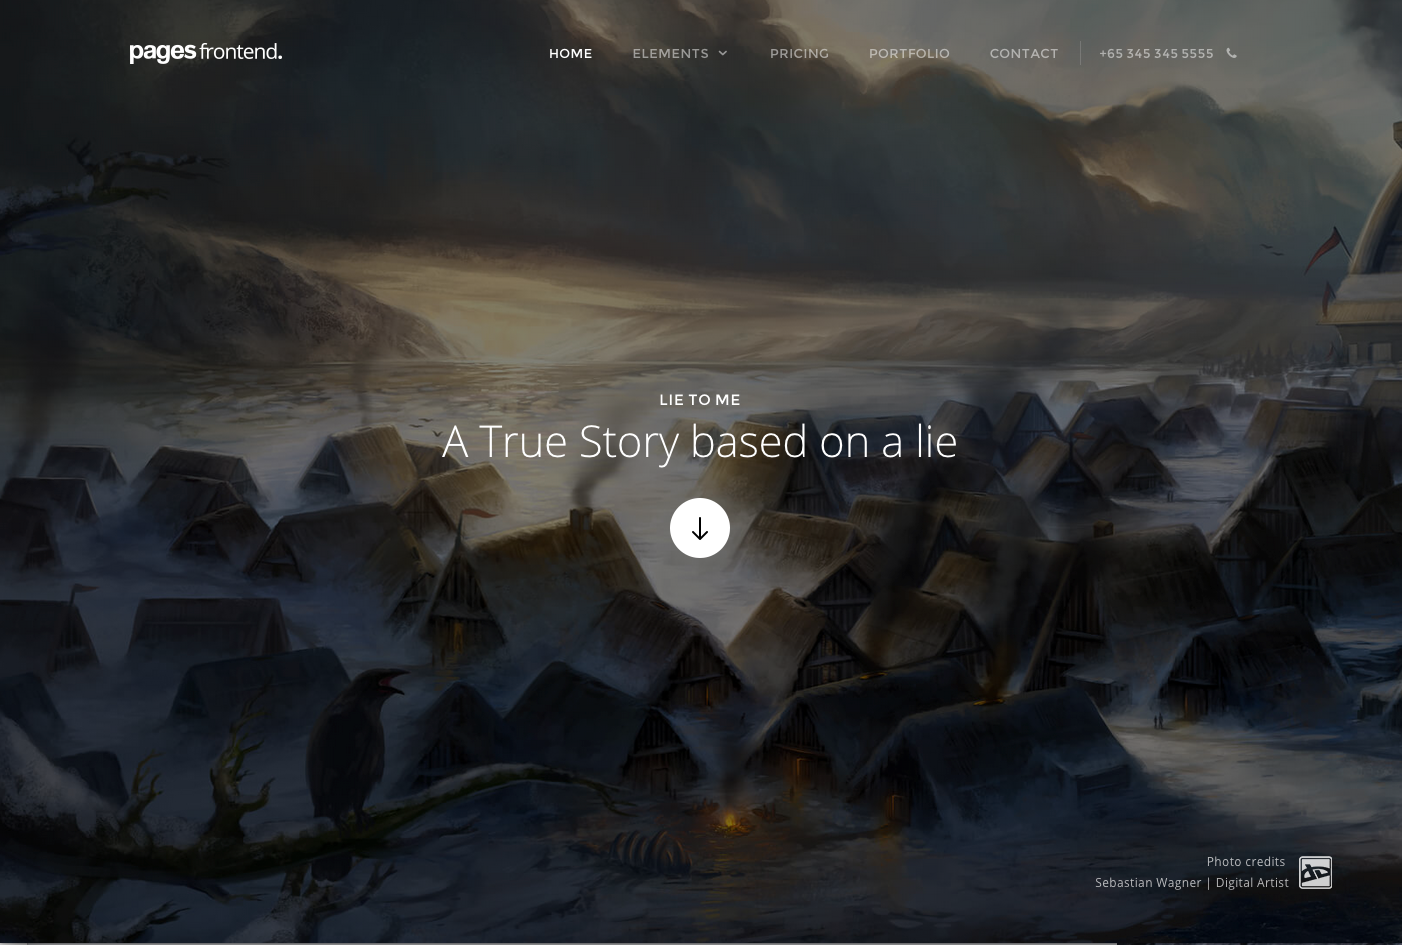 pages frontend.
HOME
ELEMENTS
PRICING
PORTFOLIO
CONTACT
+65 345 345 5555
LIE TO ME
A True Story based on a lie
Photo credits
Sebastian Wagner | Digital Artist